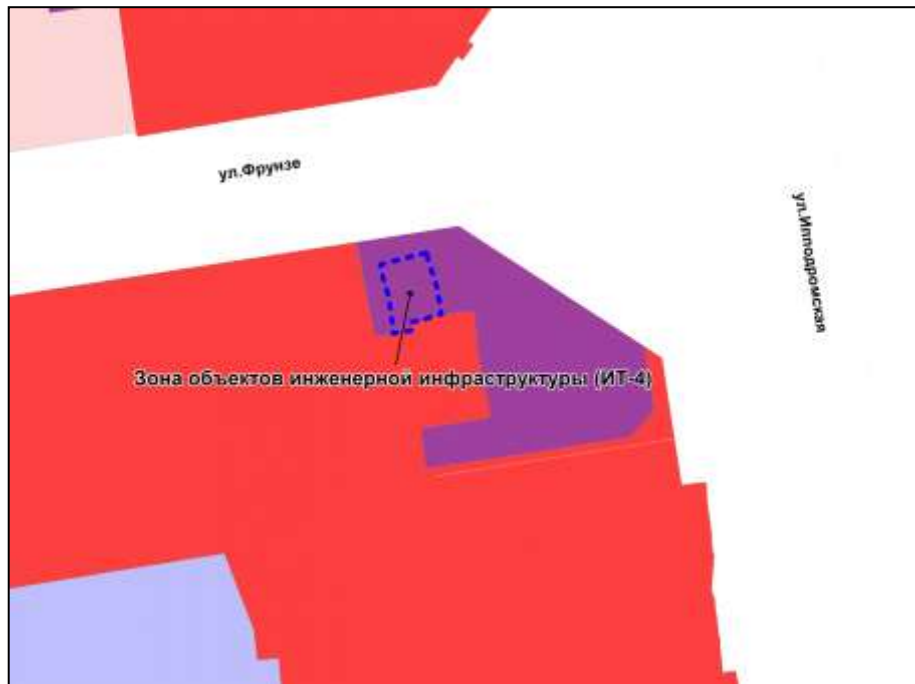 ул.Фрунзе
ул.Ипподромская
Зона объектов инженерной инфраструктуры (ИТ-4)